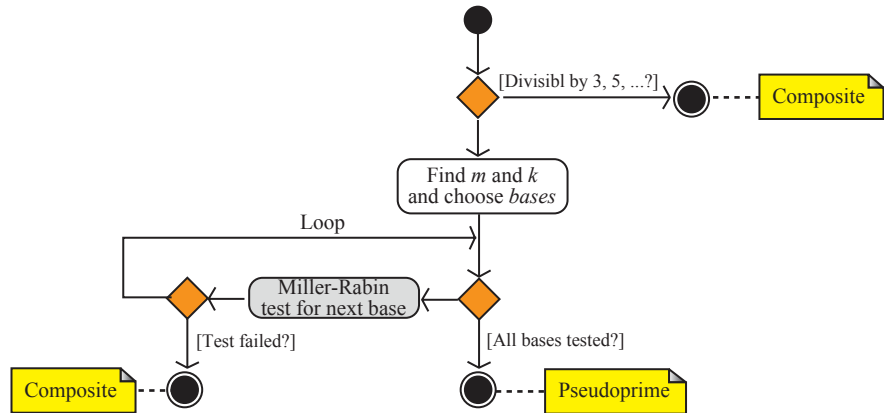 [Divisibl by 3, 5, ...?]
Composite
Find m and k
and choose bases
Loop
Miller-Rabin
test for next base
[Test failed?]
[All bases tested?]
Composite
Pseudoprime